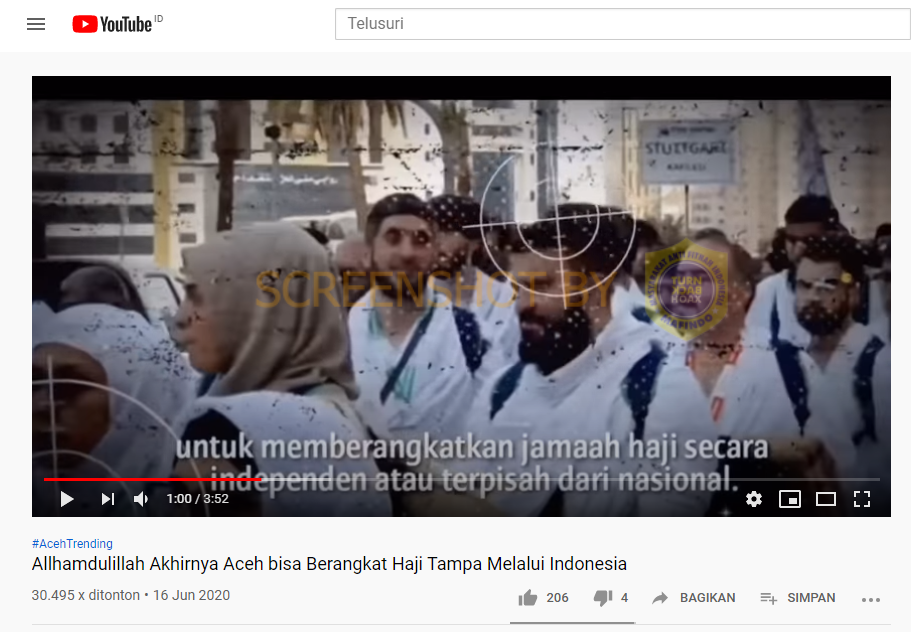 YouTube ID
Telusuri
STUTTGART
SCREENSHOT BY
TURN
HOAX
MAFINDO
untuk memberangkatkan jamaah haji secara
independen atau terpisah dari nasional.
1:00 / 3:52
#AcehTrending
Allhamdulillah Akhirnya Aceh bisa Berangkat Haji Tampa Melalui Indonesia
30.495 x ditonton • 16 Jun 2020
206
4
BAGIKAN
SIMPAN